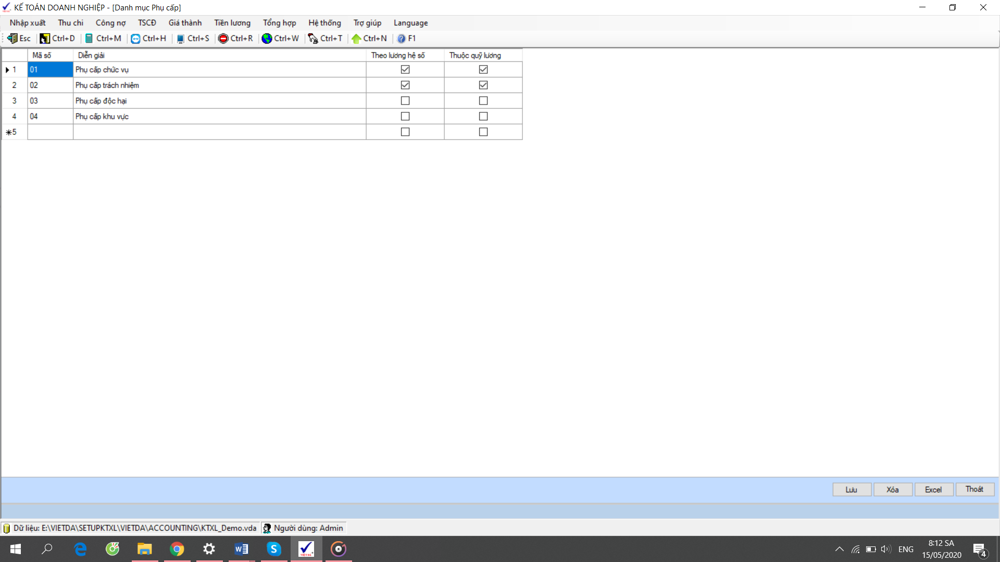 KẾ TOÁN DOANH NGHIỆP - [Danh mục Phụ cấp]
Nhập xuất Thu chi Công nợ TSCĐ Giá thành Tiền lương Tổng hợp Hệ thống Trợ giúp Language
Esc Ctrl+D Ctrl+M Ctrl+H Ctrl+S Ctrl+R Ctrl+W Ctrl+T Ctrl+N F1
Mã số Diễn giải Theo lương hệ số Thuộc quỹ lương
1 01 Phụ cấp chức vụ
2 02 Phụ cấp trách nhiệm
3 03 Phụ cấp độc hại
4 04 Phụ cấp khu vực
5
Lưu Xóa Excel Thoát
Dữ liệu: E:\VIETDA\SETUPKTXL\VIETDA\ACCOUNTING\KTXL_Demo.vda Người dùng: Admin
ENG 8:12 SA
15/05/2020 4